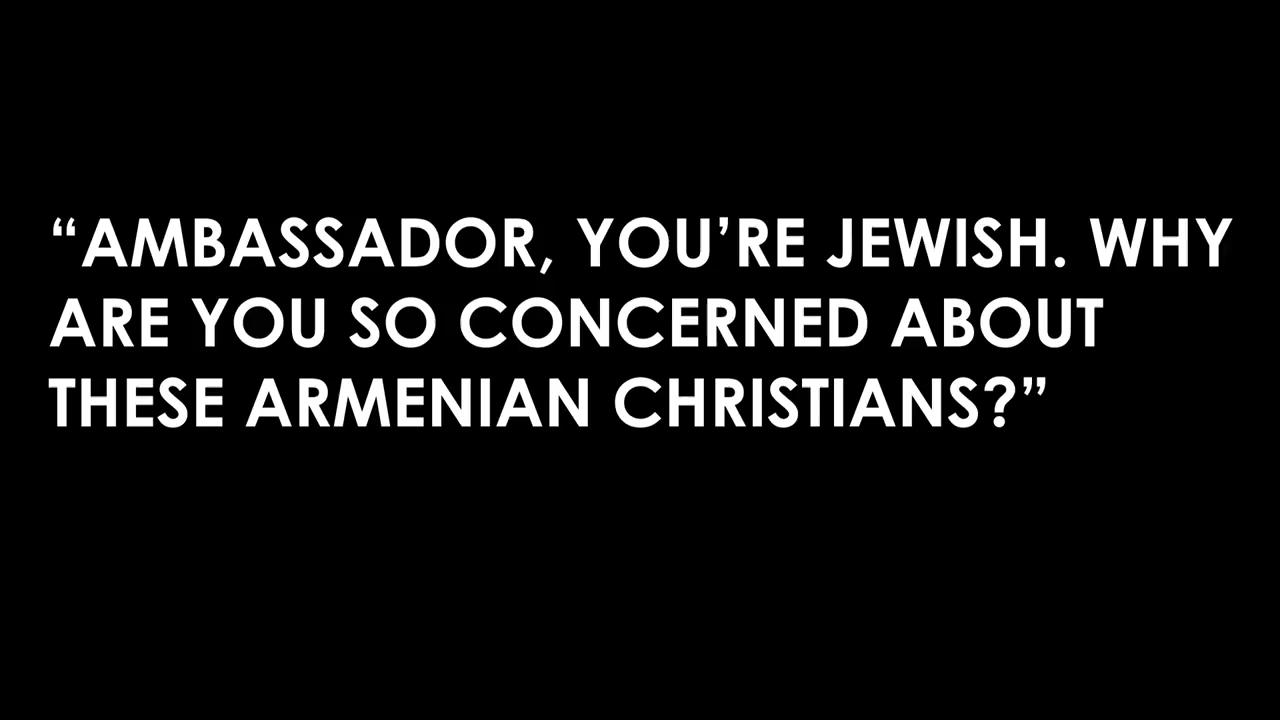 “AMBASSADOR, YOU’RE JEWISH. WHY
ARE YOU SO CONCERNED ABOUT
THESE ARMENIAN CHRISTIANS?”